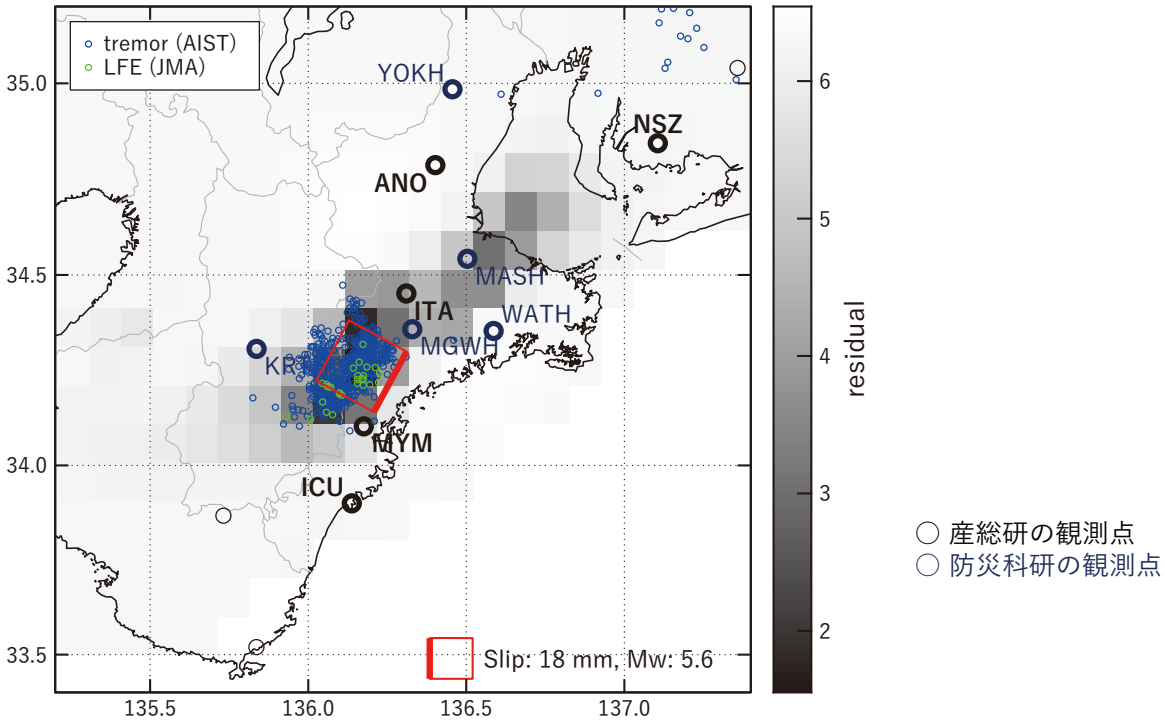 tremor (AIST)
LFE (JMA)
YOKH
NSZ
ANO
MASH
ITA
WATH
MGWH
KR
MYM
ICU
Slip: 18 mm, Mw: 5.6
35.0
34.5
34.0
33.5
135.5
136.0
136.5
137.0
6
5
4
3
2
residual
産総研の観測点
防災科研の観測点